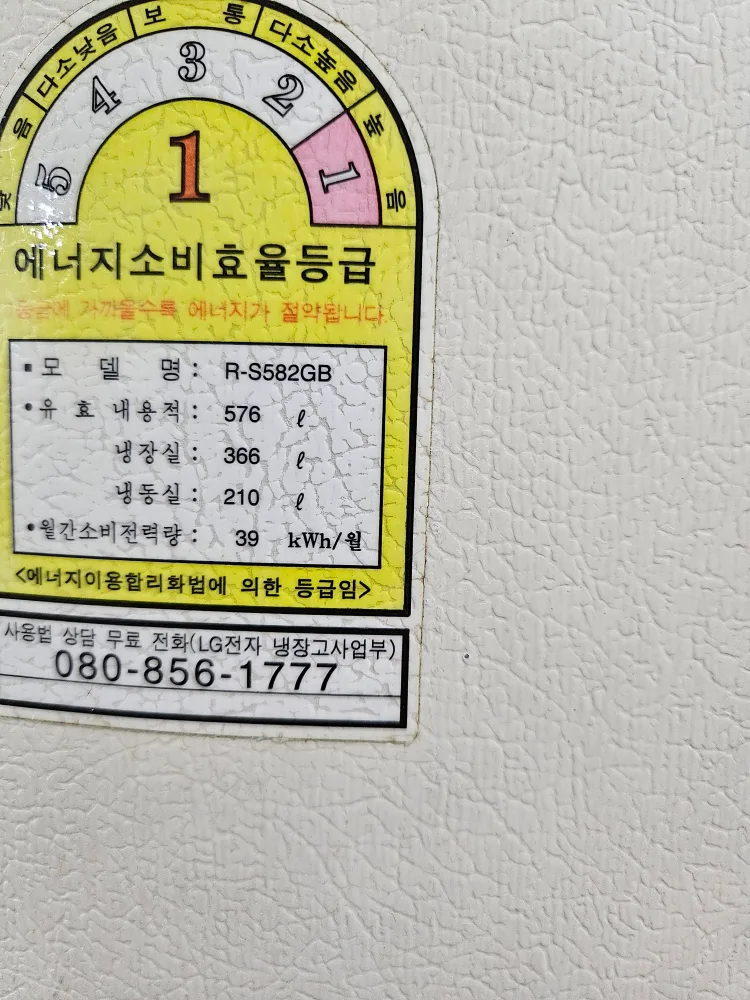 음 다소낮음 보통 다소높음 높음
5 4 3 2 1
1
에너지소비효율등급
등급에 가까울수록 에너지가 절약됩니다.
▪모 델 명 : R-S582GB
•유 효 내용적 : 576 ℓ
냉장실 : 366 ℓ
냉동실 : 210 ℓ
•월간소비전력량 : 39 kWh/월
<에너지이용합리화법에 의한 등급임>
사용법 상담 무료 전화(LG전자 냉장고사업부)
080-856-1777